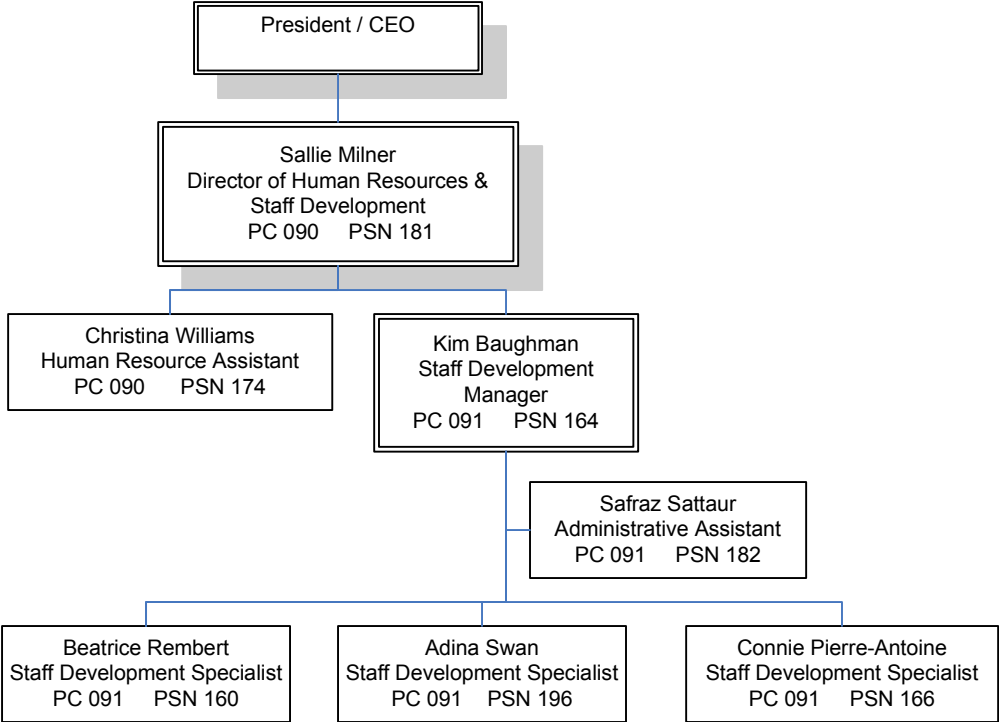 President / CEO
Sallie Milner
Director of Human Resources &
Staff Development
PC 090 PSN 181
Christina Williams
Human Resource Assistant
PC 090 PSN 174
Kim Baughman
Staff Development
Manager
PC 091 PSN 164
Safraz Sattaur
Administrative Assistant
PC 091 PSN 182
Beatrice Rembert
Staff Development Specialist
PC 091 PSN 160
Adina Swan
Staff Development Specialist
PC 091 PSN 196
Connie Pierre-Antoine
Staff Development Specialist
PC 091 PSN 166